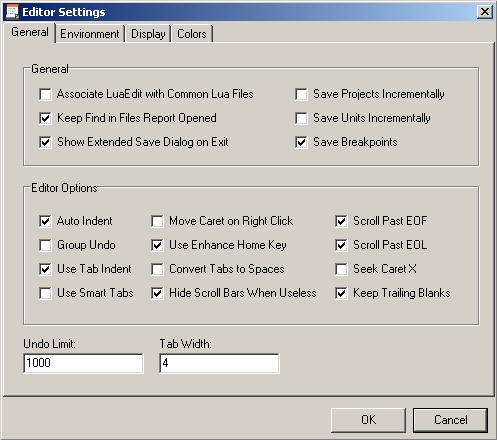 Editor Settings
General Environment Display Colors
General
Associate LuaEdit with Common Lua Files Save Projects Incrementally
Keep Find in Files Report Opened Save Units Incrementally
Show Extended Save Dialog on Exit Save Breakpoints
Editor Options
Auto Indent Move Caret on Right Click Scroll Past EOF
Group Undo Use Enhance Home Key Scroll Past EOL
Use Tab Indent Convert Tabs to Spaces Seek Caret X
Use Smart Tabs Hide Scroll Bars When Useless Keep Trailing Blanks
Undo Limit: Tab Width:
1000 4
OK Cancel